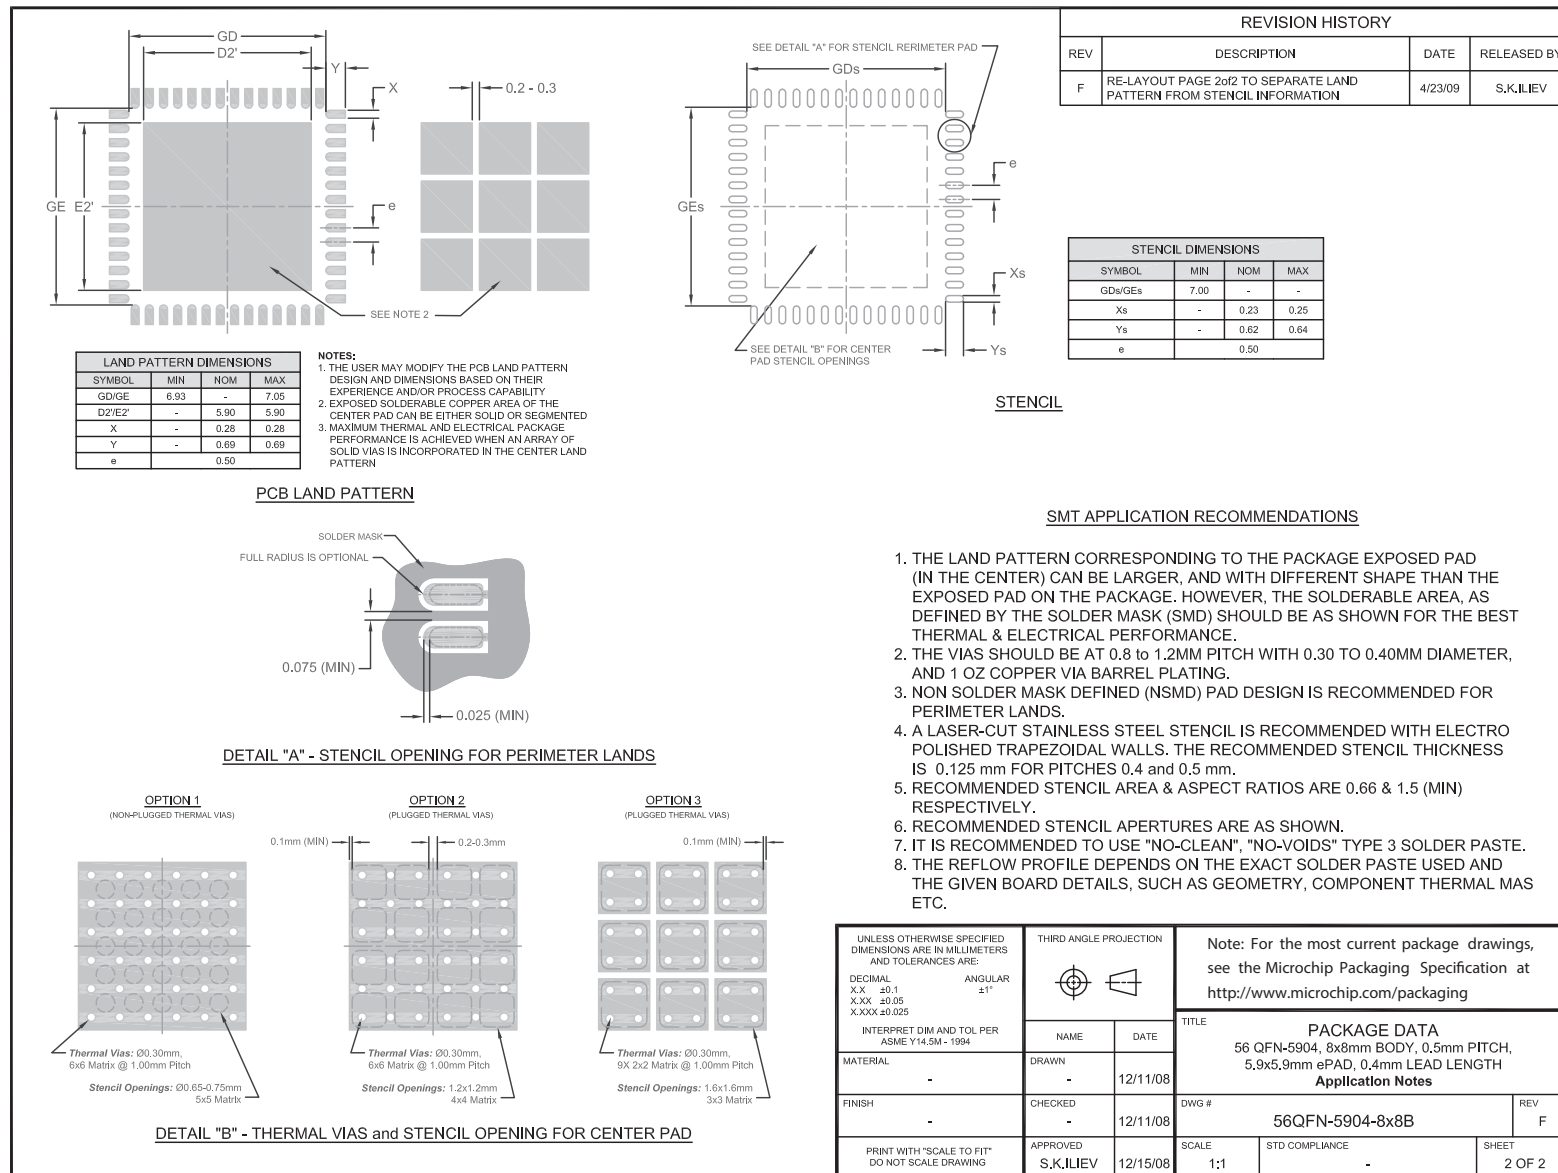 GD
D2'
Y
X
0.2 - 0.3
GE
E2'
e
SEE NOTE 2
SEE DETAIL "A" FOR STENCIL RERIMETER PAD
GDs
e
GEs
Xs
Ys
SEE DETAIL "B" FOR CENTER
PAD STENCIL OPENINGS
REVISION HISTORY
REV DESCRIPTION DATE RELEASED BY
F RE-LAYOUT PAGE 2of2 TO SEPARATE LAND
PATTERN FROM STENCIL INFORMATION 4/23/09 S.K.ILIEV
STENCIL DIMENSIONS
SYMBOL MIN NOM MAX
GDs/GEs 7.00 - -
Xs - 0.23 0.25
Ys - 0.62 0.64
e 0.50
STENCIL
LAND PATTERN DIMENSIONS
SYMBOL MIN NOM MAX
GD/GE 6.93 - 7.05
D2'/E2' - 5.90 5.90
X - 0.28 0.28
Y - 0.69 0.69
e 0.50
NOTES:
1. THE USER MAY MODIFY THE PCB LAND PATTERN
DESIGN AND DIMENSIONS BASED ON THEIR
EXPERIENCE AND/OR PROCESS CAPABILITY
2. EXPOSED SOLDERABLE COPPER AREA OF THE
CENTER PAD CAN BE EITHER SOLID OR SEGMENTED
3. MAXIMUM THERMAL AND ELECTRICAL PACKAGE
PERFORMANCE IS ACHIEVED WHEN AN ARRAY OF
SOLID VIAS IS INCORPORATED IN THE CENTER LAND
PATTERN
PCB LAND PATTERN
SOLDER MASK
FULL RADIUS IS OPTIONAL
0.075 (MIN)
0.025 (MIN)
DETAIL "A" - STENCIL OPENING FOR PERIMETER LANDS
SMT APPLICATION RECOMMENDATIONS
1. THE LAND PATTERN CORRESPONDING TO THE PACKAGE EXPOSED PAD
(IN THE CENTER) CAN BE LARGER, AND WITH DIFFERENT SHAPE THAN THE
EXPOSED PAD ON THE PACKAGE. HOWEVER, THE SOLDERABLE AREA, AS
DEFINED BY THE SOLDER MASK (SMD) SHOULD BE AS SHOWN FOR THE BEST
THERMAL & ELECTRICAL PERFORMANCE.
2. THE VIAS SHOULD BE AT 0.8 to 1.2MM PITCH WITH 0.30 TO 0.40MM DIAMETER,
AND 1 OZ COPPER VIA BARREL PLATING.
3. NON SOLDER MASK DEFINED (NSMD) PAD DESIGN IS RECOMMENDED FOR
PERIMETER LANDS.
4. A LASER-CUT STAINLESS STEEL STENCIL IS RECOMMENDED WITH ELECTRO
POLISHED TRAPEZOIDAL WALLS. THE RECOMMENDED STENCIL THICKNESS
IS 0.125 mm FOR PITCHES 0.4 and 0.5 mm.
5. RECOMMENDED STENCIL AREA & ASPECT RATIOS ARE 0.66 & 1.5 (MIN)
RESPECTIVELY.
6. RECOMMENDED STENCIL APERTURES ARE AS SHOWN.
7. IT IS RECOMMENDED TO USE "NO-CLEAN", "NO-VOIDS" TYPE 3 SOLDER PASTE.
8. THE REFLOW PROFILE DEPENDS ON THE EXACT SOLDER PASTE USED AND
THE GIVEN BOARD DETAILS, SUCH AS GEOMETRY, COMPONENT THERMAL MAS
ETC.
OPTION 1
(NON-PLUGGED THERMAL VIAS)
OPTION 2
(PLUGGED THERMAL VIAS)
OPTION 3
(PLUGGED THERMAL VIAS)
0.1mm (MIN)
0.2-0.3mm
0.1mm (MIN)
Thermal Vias: Ø0.30mm,
6x6 Matrix @ 1.00mm Pitch
Stencil Openings: Ø0.65-0.75mm
5x5 Matrix
Thermal Vias: Ø0.30mm,
6x6 Matrix @ 1.00mm Pitch
Stencil Openings: 1.2x1.2mm
4x4 Matrix
Thermal Vias: Ø0.30mm,
9X 2x2 Matrix @ 1.00mm Pitch
Stencil Openings: 1.6x1.6mm
3x3 Matrix
DETAIL "B" - THERMAL VIAS and STENCIL OPENING FOR CENTER PAD
UNLESS OTHERWISE SPECIFIED
DIMENSIONS ARE IN MILLIMETERS
AND TOLERANCES ARE:
DECIMAL ANGULAR
X.X ±0.1 ±1°
X.XX ±0.05
X.XXX ±0.025
INTERPRET DIM AND TOL PER
ASME Y14.5M - 1994
THIRD ANGLE PROJECTION
Note: For the most current package drawings,
see the Microchip Packaging Specification at
http://www.microchip.com/packaging
NAME DATE
TITLE
PACKAGE DATA
56 QFN-5904, 8x8mm BODY, 0.5mm PITCH,
5.9x5.9mm ePAD, 0.4mm LEAD LENGTH
Application Notes
MATERIAL
-
DRAWN
- 12/11/08
FINISH
-
CHECKED
- 12/11/08
DWG #
56QFN-5904-8x8B
REV
F
PRINT WITH "SCALE TO FIT"
DO NOT SCALE DRAWING
APPROVED
S.K.ILIEV 12/15/08
SCALE
1:1
STD COMPLIANCE
-
SHEET
2 OF 2